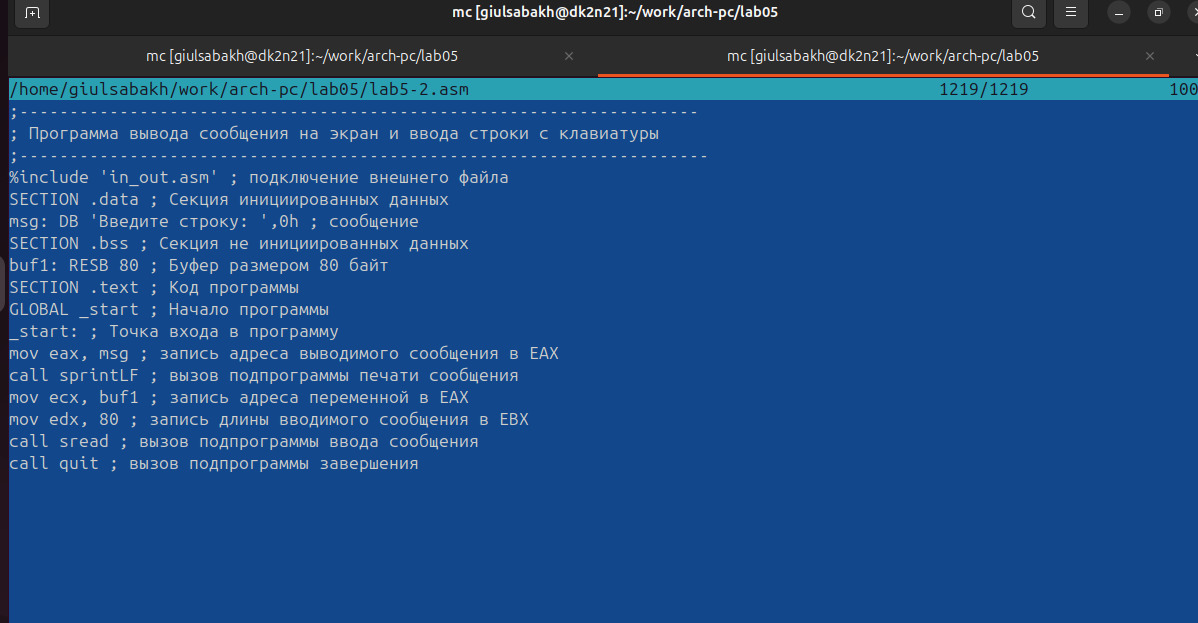 mc [giulsabakh@dk2n21]:~/work/arch-pc/lab05
mc [giulsabakh@dk2n21]:~/work/arch-pc/lab05 × mc [giulsabakh@dk2n21]:~/work/arch-pc/lab05 ×
/home/giulsabakh/work/arch-pc/lab05/lab5-2.asm 1219/1219 100
;--------------------------------------------------------------------
; Программа вывода сообщения на экран и ввода строки с клавиатуры
;---------------------------------------------------------------------
%include 'in_out.asm' ; подключение внешнего файла
SECTION .data ; Секция инициированных данных
msg: DB 'Введите строку: ',0h ; сообщение
SECTION .bss ; Секция не инициированных данных
buf1: RESB 80 ; Буфер размером 80 байт
SECTION .text ; Код программы
GLOBAL _start ; Начало программы
_start: ; Точка входа в программу
mov eax, msg ; запись адреса выводимого сообщения в EAX
call sprintLF ; вызов подпрограммы печати сообщения
mov ecx, buf1 ; запись адреса переменной в EAX
mov edx, 80 ; запись длины вводимого сообщения в EBX
call sread ; вызов подпрограммы ввода сообщения
call quit ; вызов подпрограммы завершения